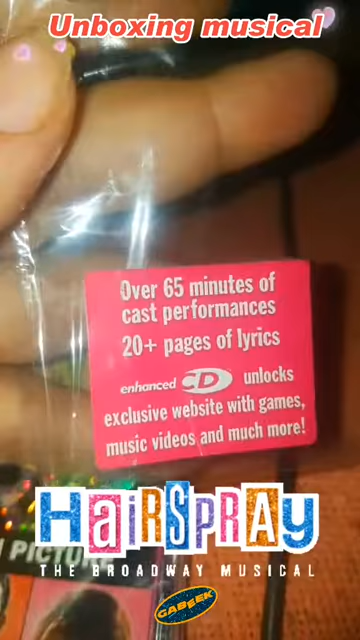 Unboxing musical
Over 65 minutes of
cast performances
20+ pages of lyrics
enhanced CD unlocks
exclusive website with games,
music videos and much more!
HAiRSPRAy
THE BROADWAY MUSICAL
GABEEK